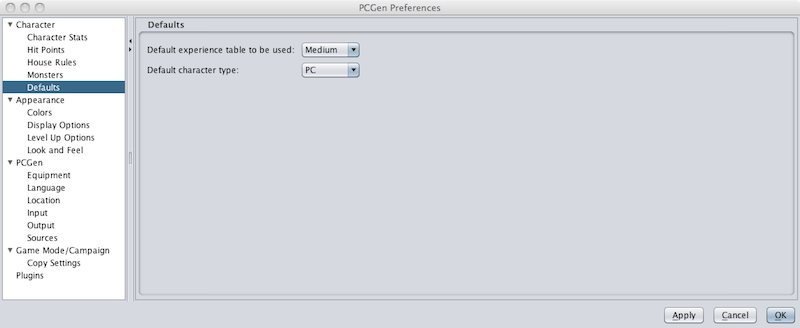 PCGen Preferences
Character
Character Stats
Hit Points
House Rules
Monsters
Defaults
Appearance
Colors
Display Options
Level Up Options
Look and Feel
PCGen
Equipment
Language
Location
Input
Output
Sources
Game Mode/Campaign
Copy Settings
Plugins
Defaults
Default experience table to be used: Medium
Default character type: PC
Apply Cancel OK